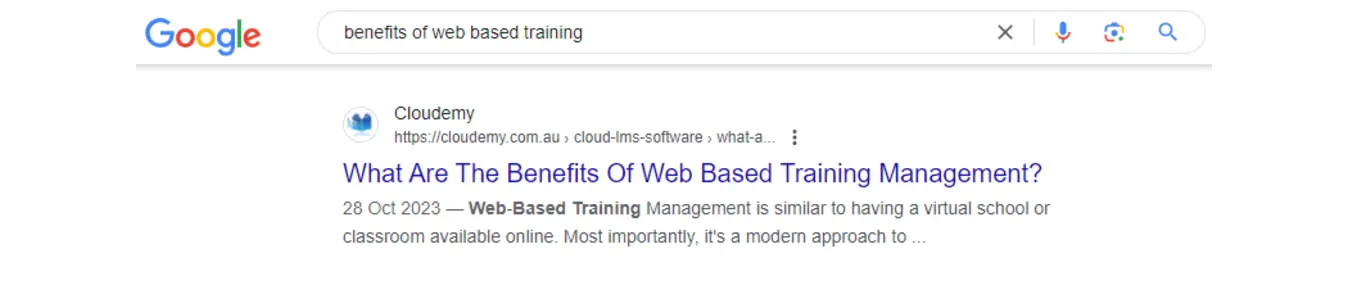 Google
benefits of web based training
Cloudemy
https://cloudemy.com.au › cloud-lms-software › what-a...
What Are The Benefits Of Web Based Training Management?
28 Oct 2023 — Web-Based Training Management is similar to having a virtual school or
classroom available online. Most importantly, it's a modern approach to ...